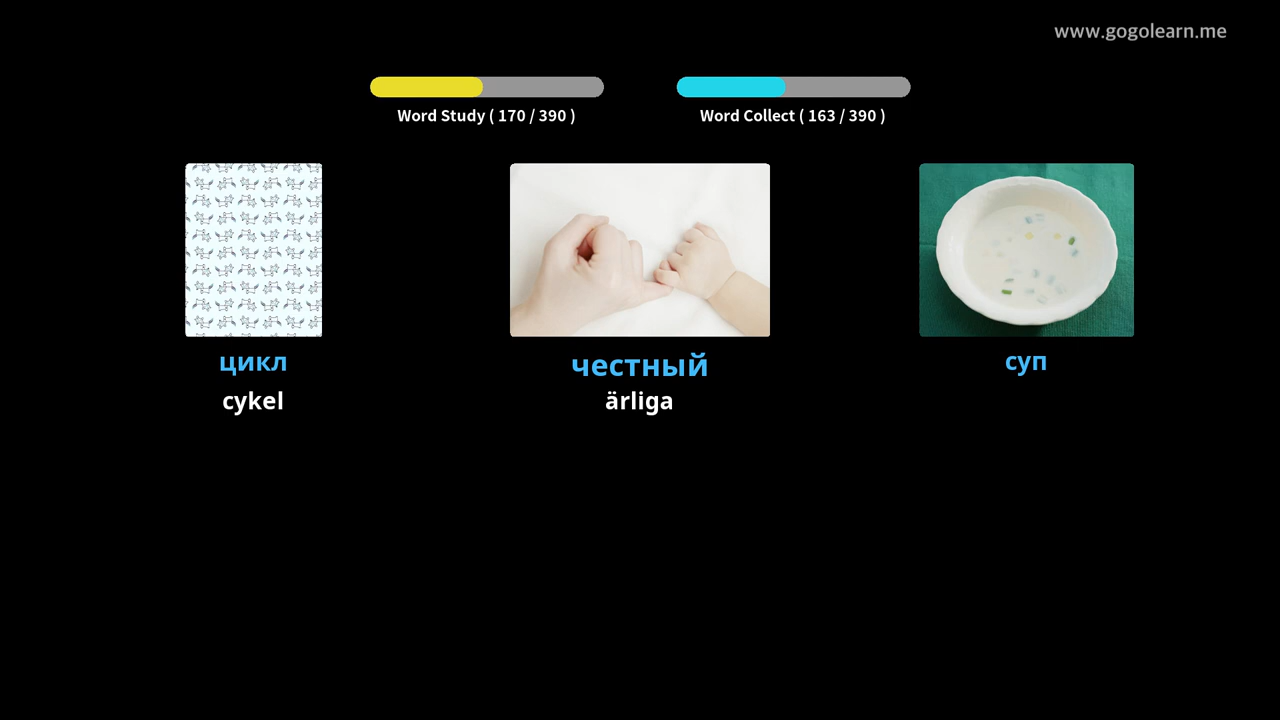 www.gogolearn.me
Word Study ( 170 / 390 )
Word Collect ( 163 / 390 )
цикл
cykel
честный
ärliga
суп